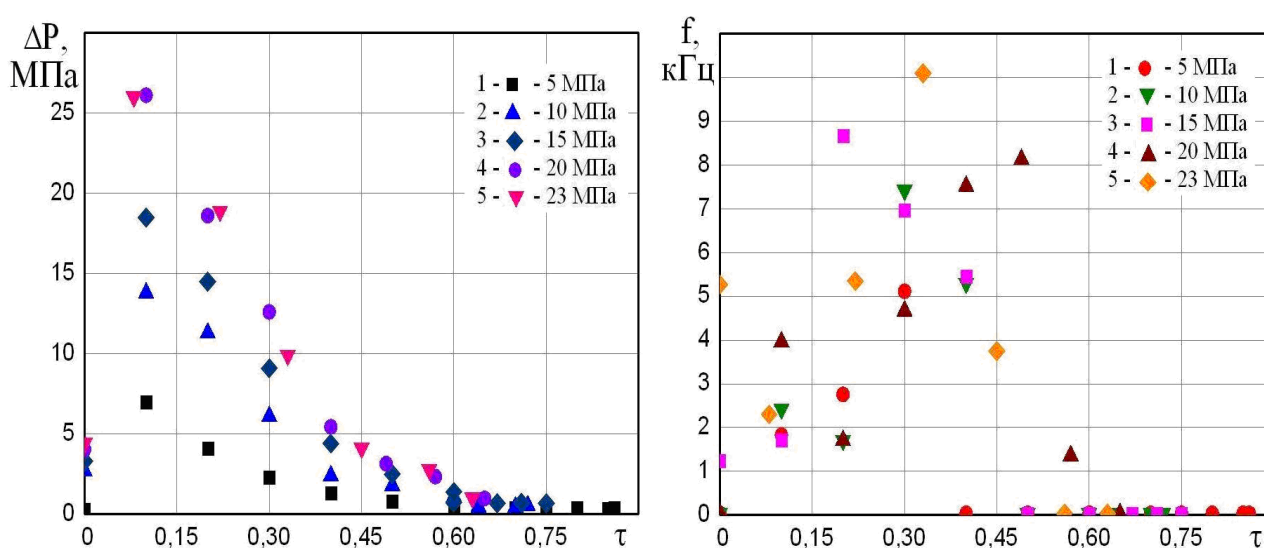 ΔP,
МПа
25
20
15
10
5
0
1 - - 5 МПа
2 - - 10 МПа
3 - - 15 МПа
4 - - 20 МПа
5 - - 23 МПа
0 0,15 0,30 0,45 0,60 0,75 τ
f,
кГц
9
8
7
6
5
4
3
2
1
0
1 - - 5 МПа
2 - - 10 МПа
3 - - 15 МПа
4 - - 20 МПа
5 - - 23 МПа
0 0,15 0,30 0,45 0,60 0,75 τ